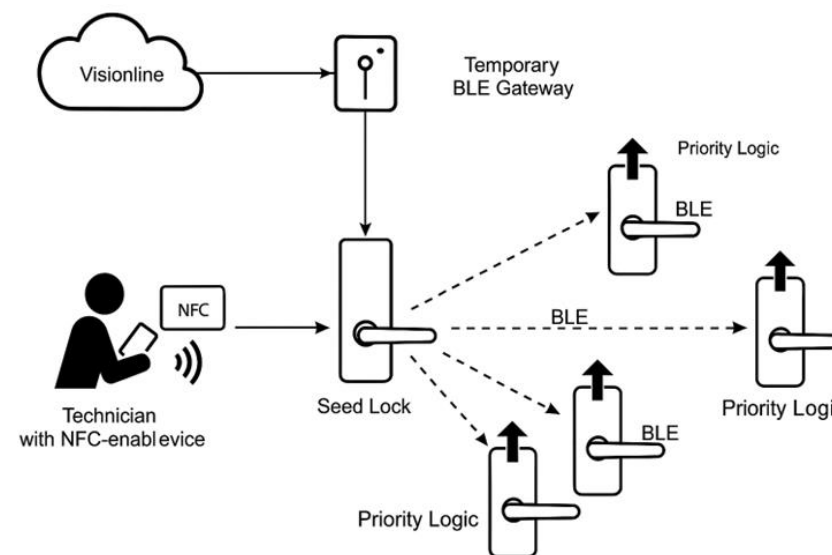 Visionline
Temporary
BLE Gateway
Priority Logic
BLE
NFC
BLE
Seed Lock
Technician
with NFC-enabl evice
Priority Logi
BLE
Priority Logic